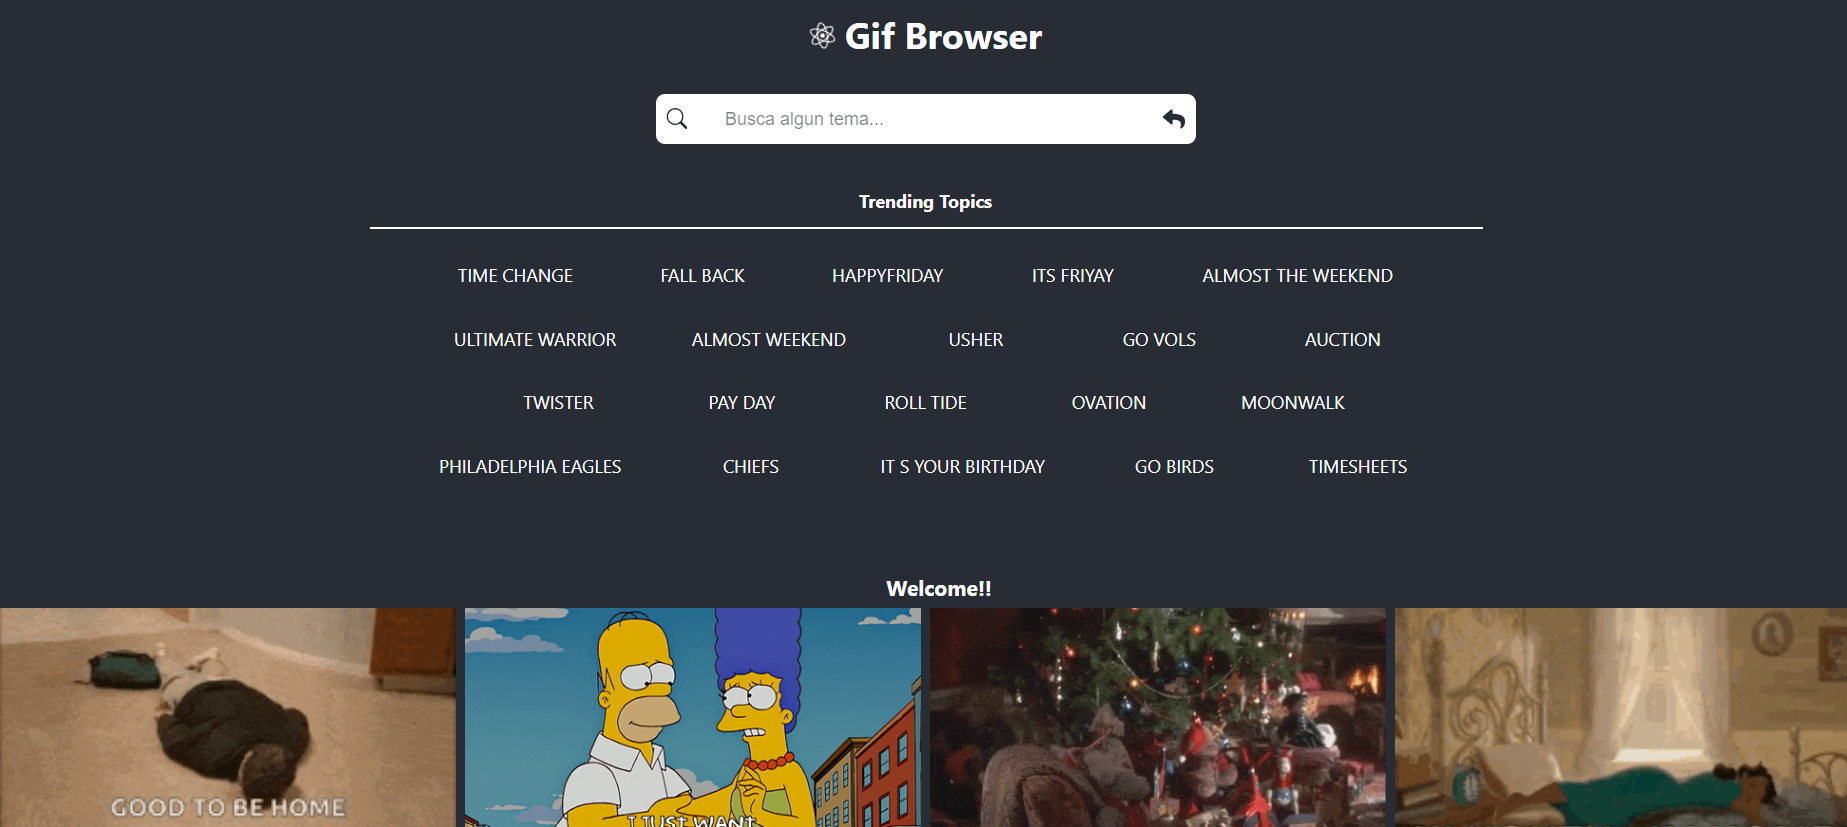 Gif Browser
Busca algun tema...
Trending Topics
TIME CHANGE FALL BACK HAPPYFRIDAY ITS FRIYAY ALMOST THE WEEKEND
ULTIMATE WARRIOR ALMOST WEEKEND USHER GO VOLS AUCTION
TWISTER PAY DAY ROLL TIDE OVATION MOONWALK
PHILADELPHIA EAGLES CHIEFS IT S YOUR BIRTHDAY GO BIRDS TIMESHEETS
Welcome!!
GOOD TO BE HOME
I JUST WANT